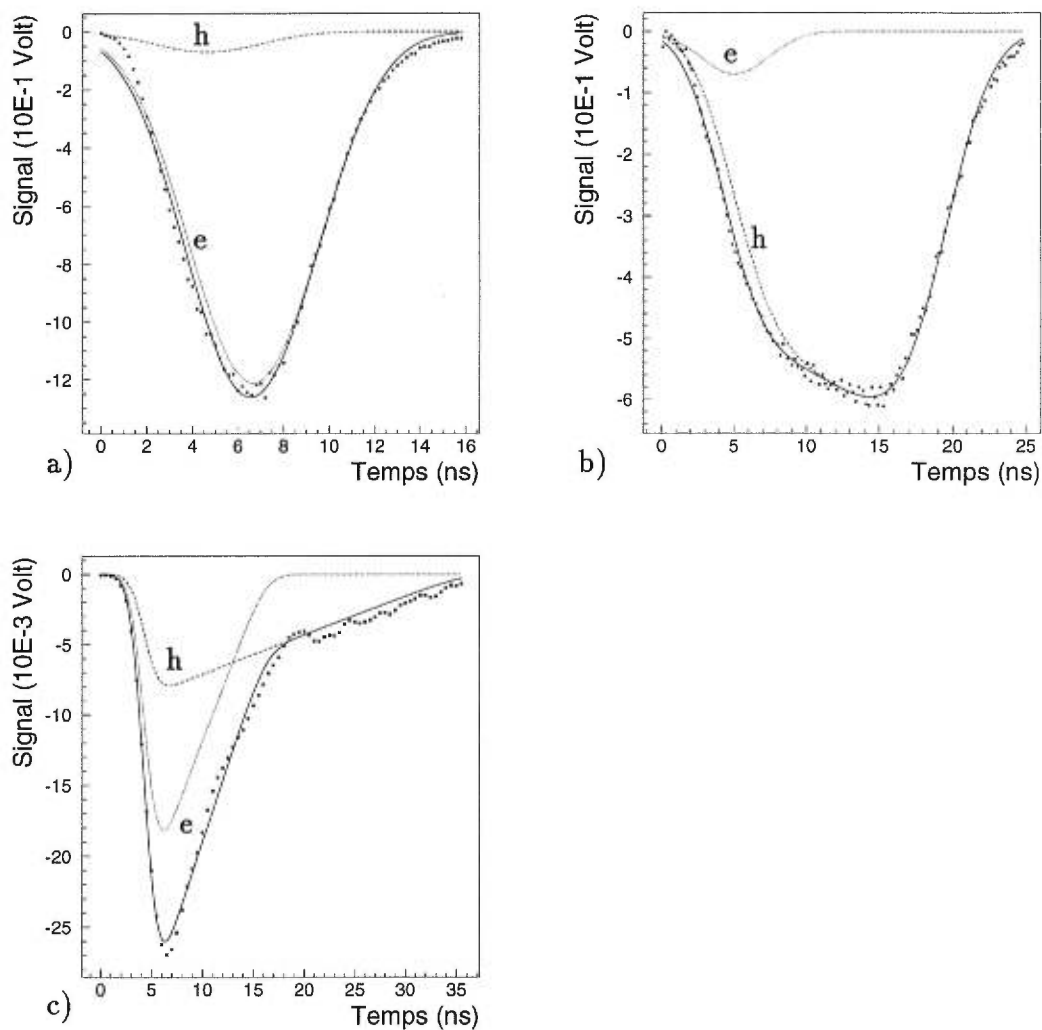 Signal (10E-1 Volt)
0
-2
-4
-6
-8
-10
-12
h
e
0 2 4 6 8 10 12 14 16
Temps (ns)
a)
Signal (10E-1 Volt)
0
-1
-2
-3
-4
-5
-6
e
h
0 5 10 15 20 25
Temps (ns)
b)
Signal (10E-3 Volt)
0
-5
-10
-15
-20
-25
h
e
0 5 10 15 20 25 30 35
Temps (ns)
c)